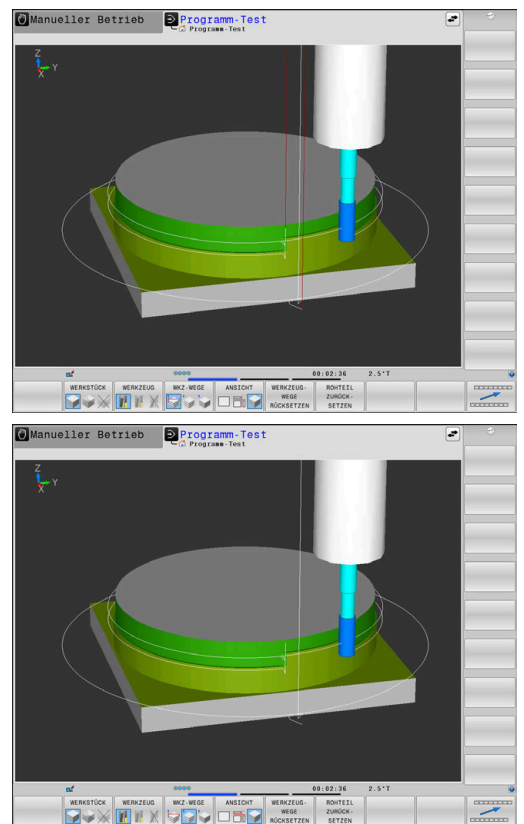 Manueller Betrieb
Programm-Test
Programm-Test
Z
Y
X
00:02:36 2.5*T
WERKSTÜCK
WERKZEUG
WKZ-WEGE
ANSICHT
WERKZEUG-
WEGE
RÜCKSETZEN
ROHTEIL
ZURÜCK-
SETZEN
Manueller Betrieb
Programm-Test
Programm-Test
Z
Y
X
00:02:36 2.5*T
WERKSTÜCK
WERKZEUG
WKZ-WEGE
ANSICHT
WERKZEUG-
WEGE
RÜCKSETZEN
ROHTEIL
ZURÜCK-
SETZEN